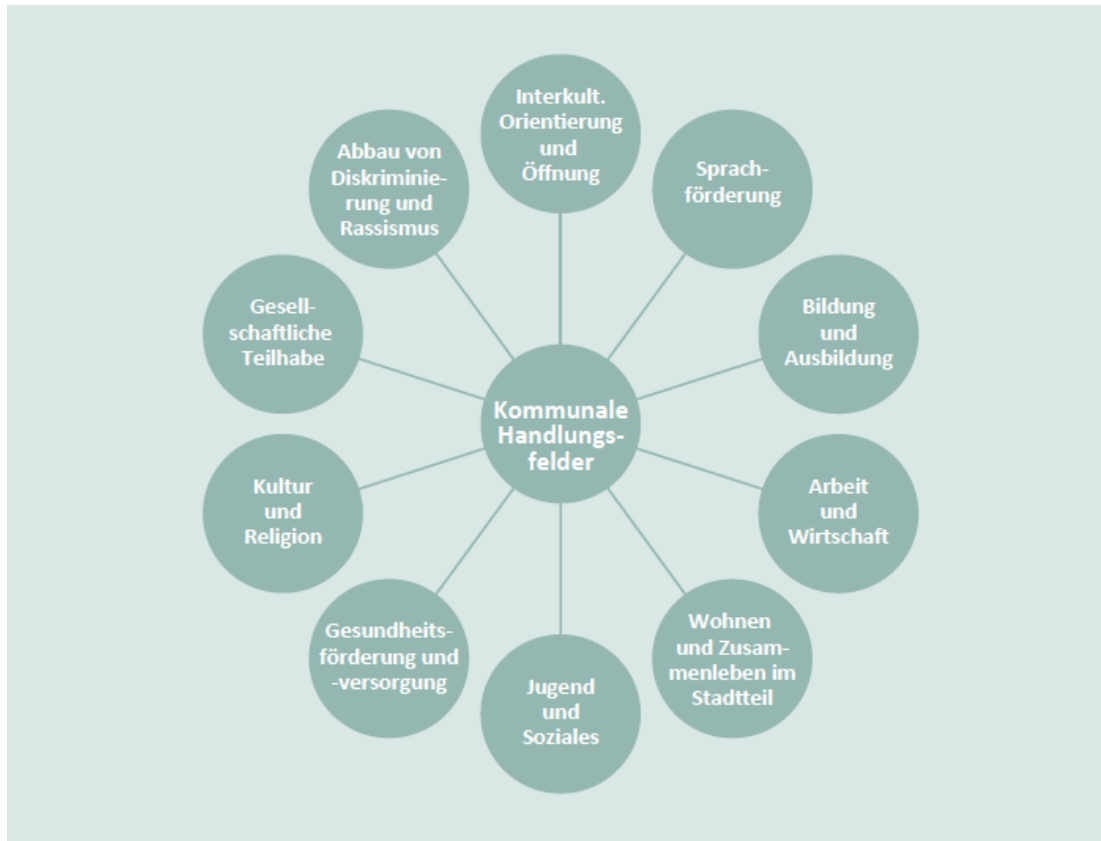 Interkult.
Orientierung
und
Öffnung
Sprach-
förderung
Bildung
und
Ausbildung
Arbeit
und
Wirtschaft
Wohnen
und Zusam-
menleben im
Stadtteil
Jugend
und
Soziales
Gesundheits-
förderung und
-versorgung
Kultur
und
Religion
Gesell-
schaftliche
Teilhabe
Abbau von
Diskriminie-
rung und
Rassismus
Kommunale
Handlungs-
felder